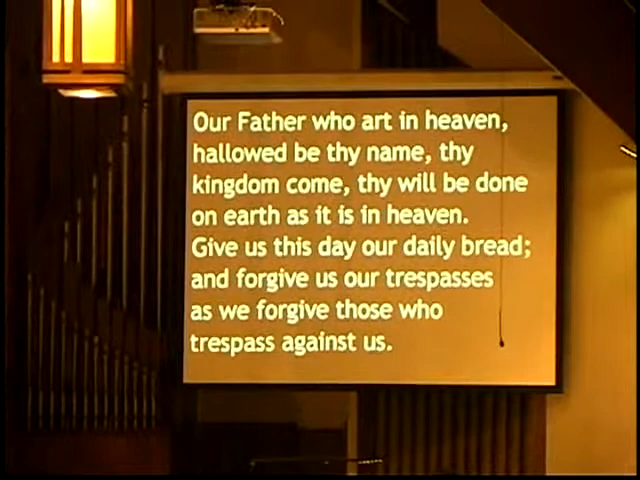 Our Father who art in heaven,
hallowed be thy name, thy
kingdom come, thy will be done
on earth as it is in heaven.
Give us this day our daily bread;
and forgive us our trespasses
as we forgive those who
trespass against us.